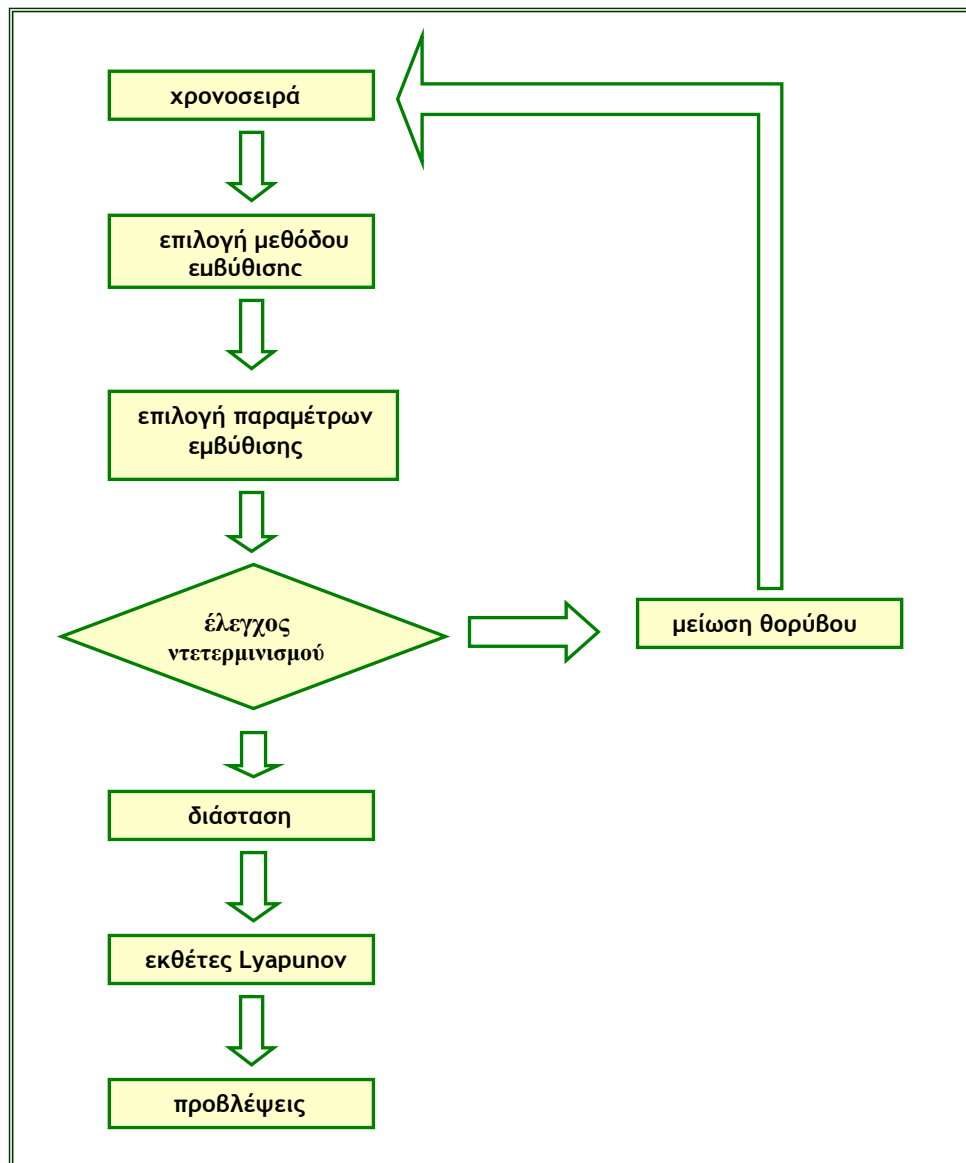 χρονοσειρά
επιλογή μεθόδου
εμβύθισης
επιλογή παραμέτρων
εμβύθισης
έλεγχος
ντετερμινισμού
μείωση θορύβου
διάσταση
εκθέτες Lyapunov
προβλέψεις